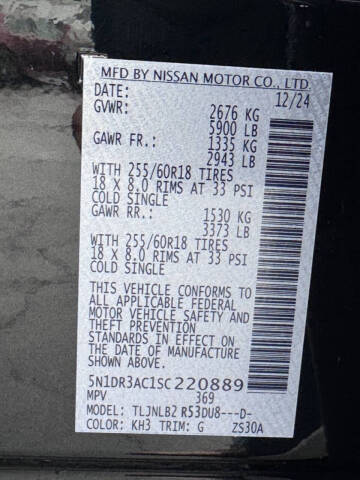 MFD BY NISSAN MOTOR CO., LTD.
DATE: 12/24
GVWR: 2676 KG
5900 LB
GAWR FR.: 1335 KG
2943 LB
WITH 255/60R18 TIRES
18 X 8.0 RIMS AT 33 PSI
COLD SINGLE
GAWR RR.: 1530 KG
3373 LB
WITH 255/60R18 TIRES
18 X 8.0 RIMS AT 33 PSI
COLD SINGLE
THIS VEHICLE CONFORMS TO
ALL APPLICABLE FEDERAL
MOTOR VEHICLE SAFETY AND
THEFT PREVENTION
STANDARDS IN EFFECT ON
THE DATE OF MANUFACTURE
SHOWN ABOVE.
5N1DR3AC1SC220889
MPV 369
MODEL: TLJNLBZ R53DU8---D-
COLOR: KH3 TRIM: G ZS30A